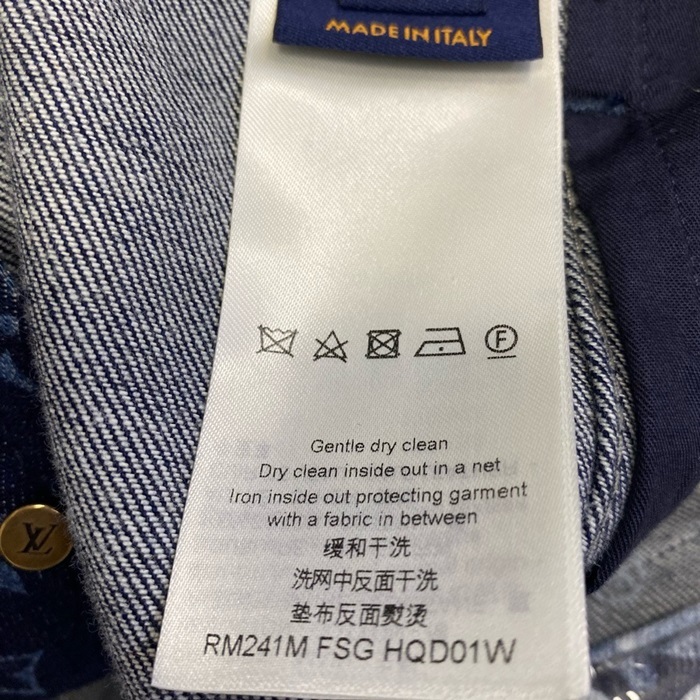 MADE IN ITALY
F
Gentle dry clean
Dry clean inside out in a net
Iron inside out protecting garment
with a fabric in between
缓和干洗
洗网中反面干洗
垫布反面熨烫
RM241M FSG HQD01W
LV